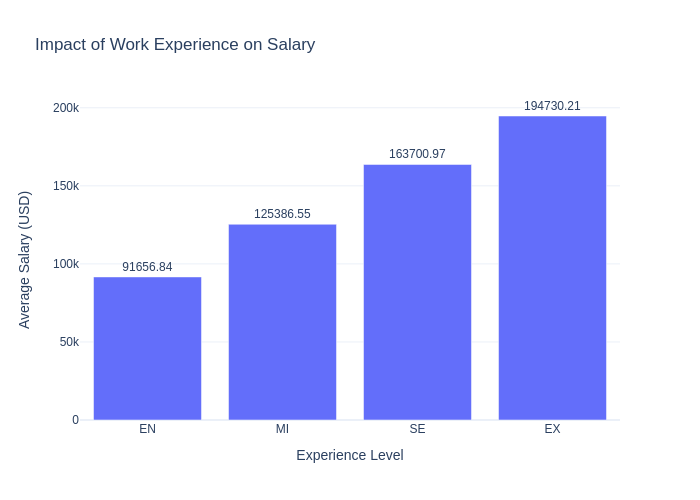 Impact of Work Experience on Salary
Average Salary (USD)
200k
150k
100k
50k
0
91656.84
125386.55
163700.97
194730.21
EN
MI
SE
EX
Experience Level